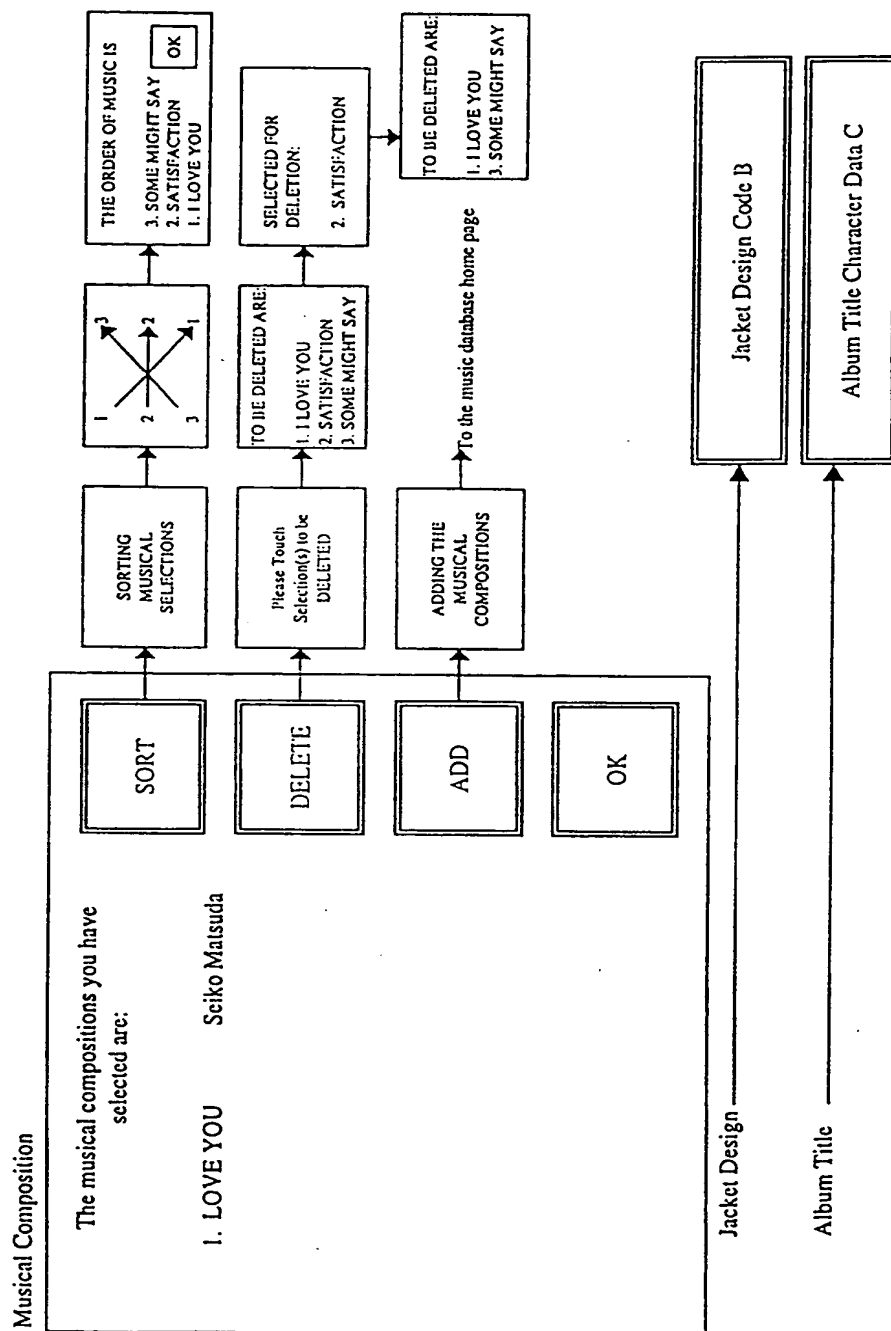 Musical Composition
The musical compositions you have
selected are:
1. LOVE YOU Seiko Matsuda
SORT
DELETE
ADD
OK
SORTING
MUSICAL
SELECTIONS
1 3
2 2
3 1
THE ORDER OF MUSIC IS
3. SOME MIGHT SAY
2. SATISFACTION
1. I LOVE YOU
OK
Please Touch
Selection(s) to be
DELETED
TO BE DELETED ARE:
1. I LOVE YOU
2. SATISFACTION
3. SOME MIGHT SAY
SELECTED FOR
DELETION:
2. SATISFACTION
TO BE DELETED ARE:
1. I LOVE YOU
3. SOME MIGHT SAY
ADDING THE
MUSICAL
COMPOSITIONS
To the music database home page
Jacket Design
Jacket Design Code B
Album Title
Album Title Character Data C